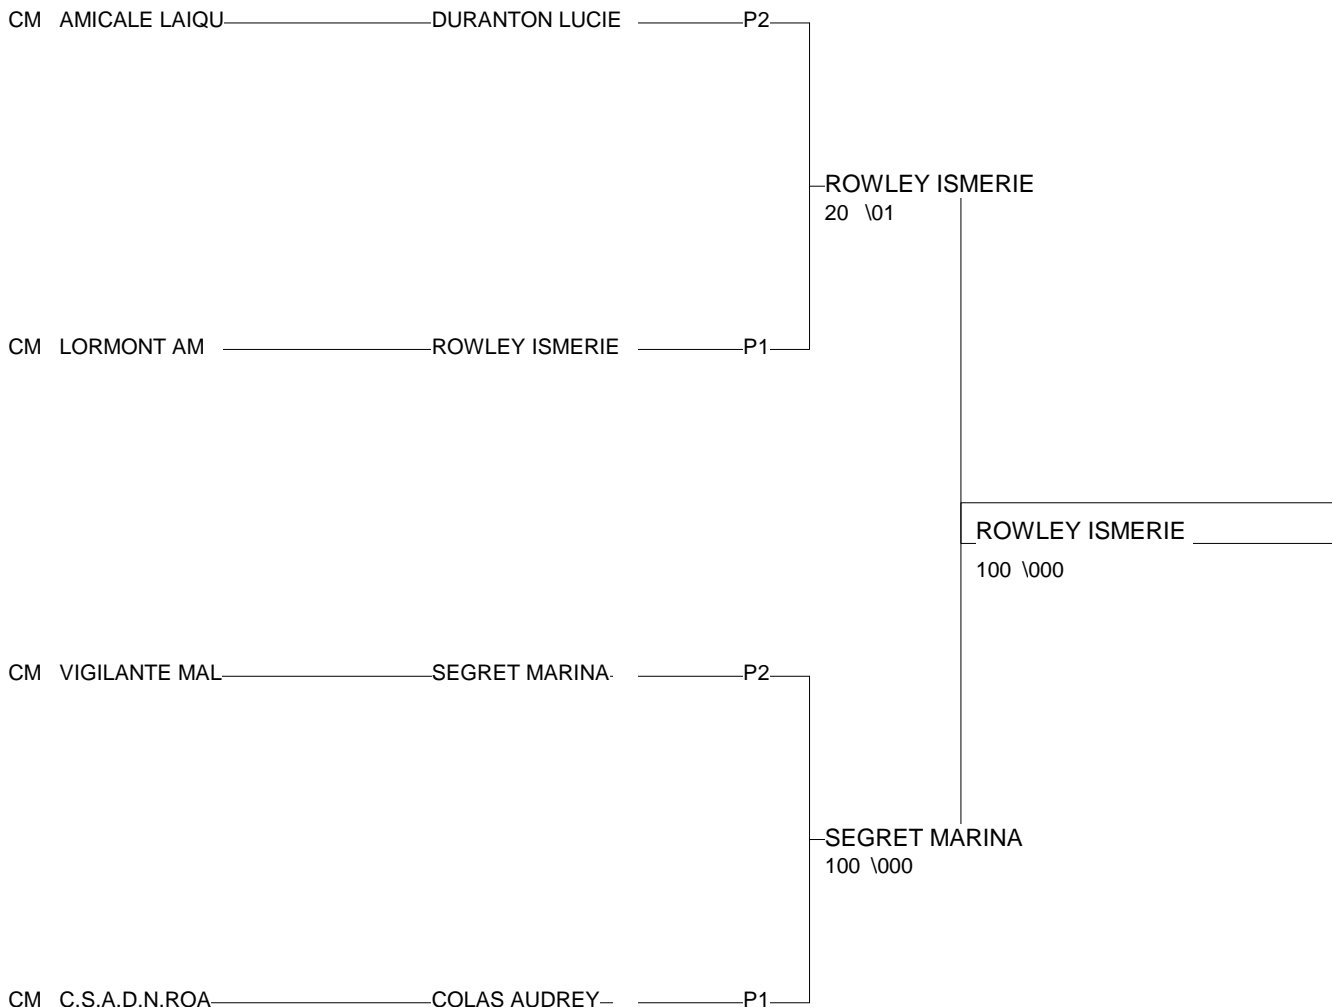 CM AMICALE LAIQU DURANTON LUCIE P2
ROWLEY ISMERIE
20 \01
CM LORMONT AM ROWLEY ISMERIE P1
ROWLEY ISMERIE
100 \000
CM VIGILANTE MAL SEGRET MARINA P2
SEGRET MARINA
100 \000
CM C.S.A.D.N.ROA COLAS AUDREY P1